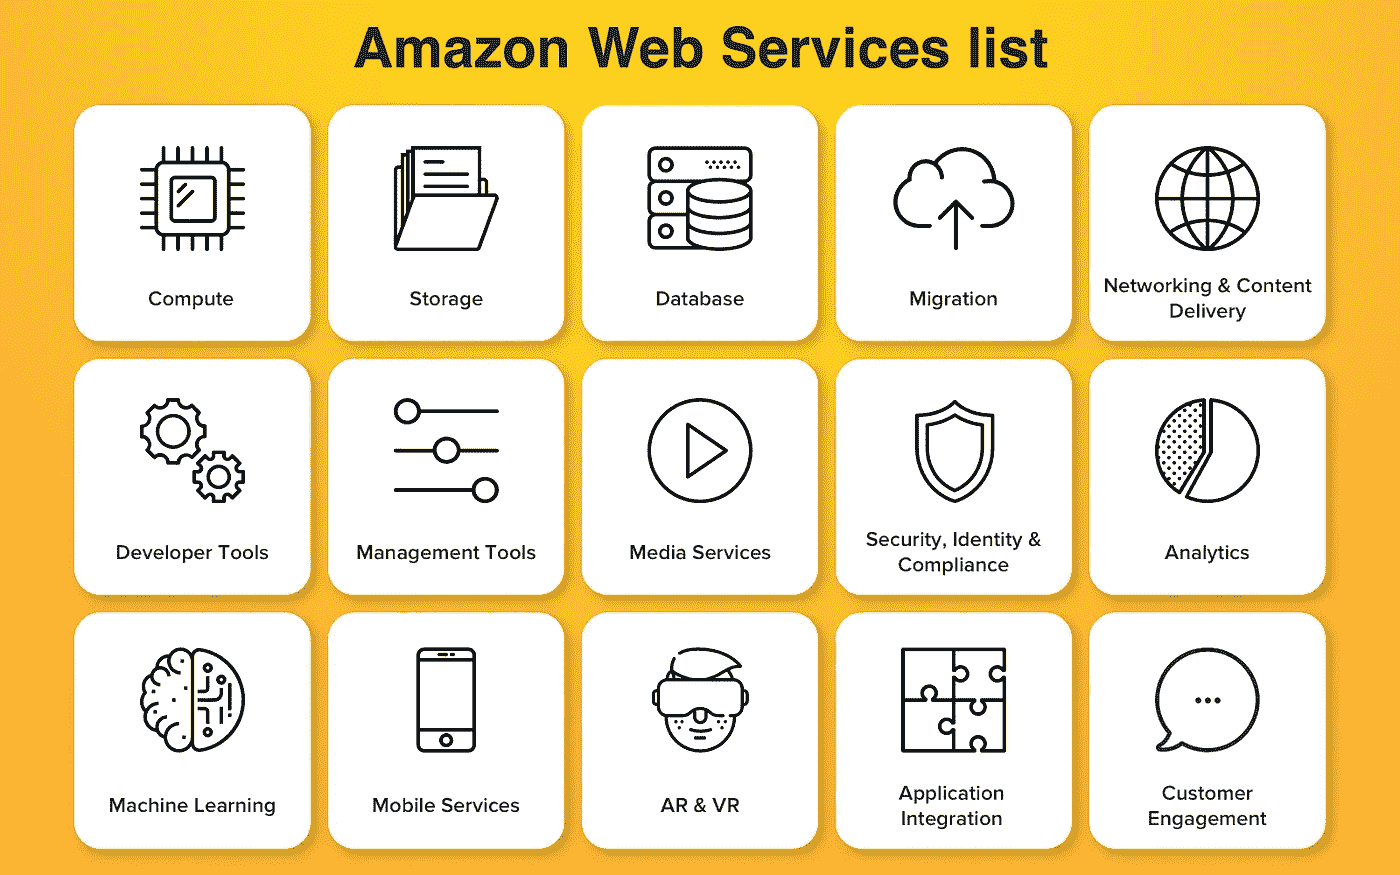 Amazon Web Services list
Compute
Storage
Database
Migration
Networking & Content
Delivery
Developer Tools
Management Tools
Media Services
Security, Identity &
Compliance
Analytics
Machine Learning
Mobile Services
AR & VR
Application
Integration
Customer
Engagement